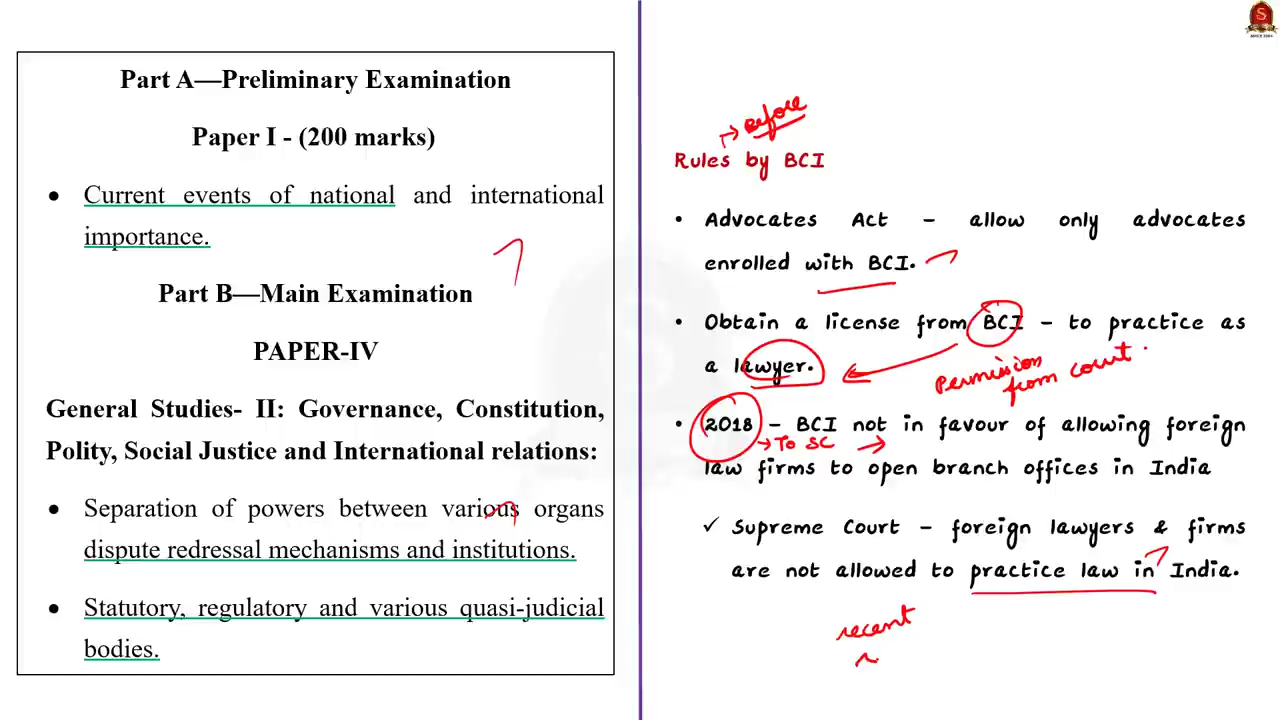 Part A—Preliminary Examination
Paper I - (200 marks)
• Current events of national and international
importance.
Part B—Main Examination
PAPER-IV
General Studies- II: Governance, Constitution,
Polity, Social Justice and International relations:
• Separation of powers between various organs
dispute redressal mechanisms and institutions.
• Statutory, regulatory and various quasi-judicial
bodies.
Before
Rules by BCI
• Advocates Act - allow only advocates
enrolled with BCI.
• Obtain a license from BCI - to practice as
a lawyer.
Permission
from court
• 2018 - BCI not in favour of allowing foreign
→ To SC →
law firms to open branch offices in India
✓ Supreme Court - foreign lawyers & firms
are not allowed to practice law in India.
recent